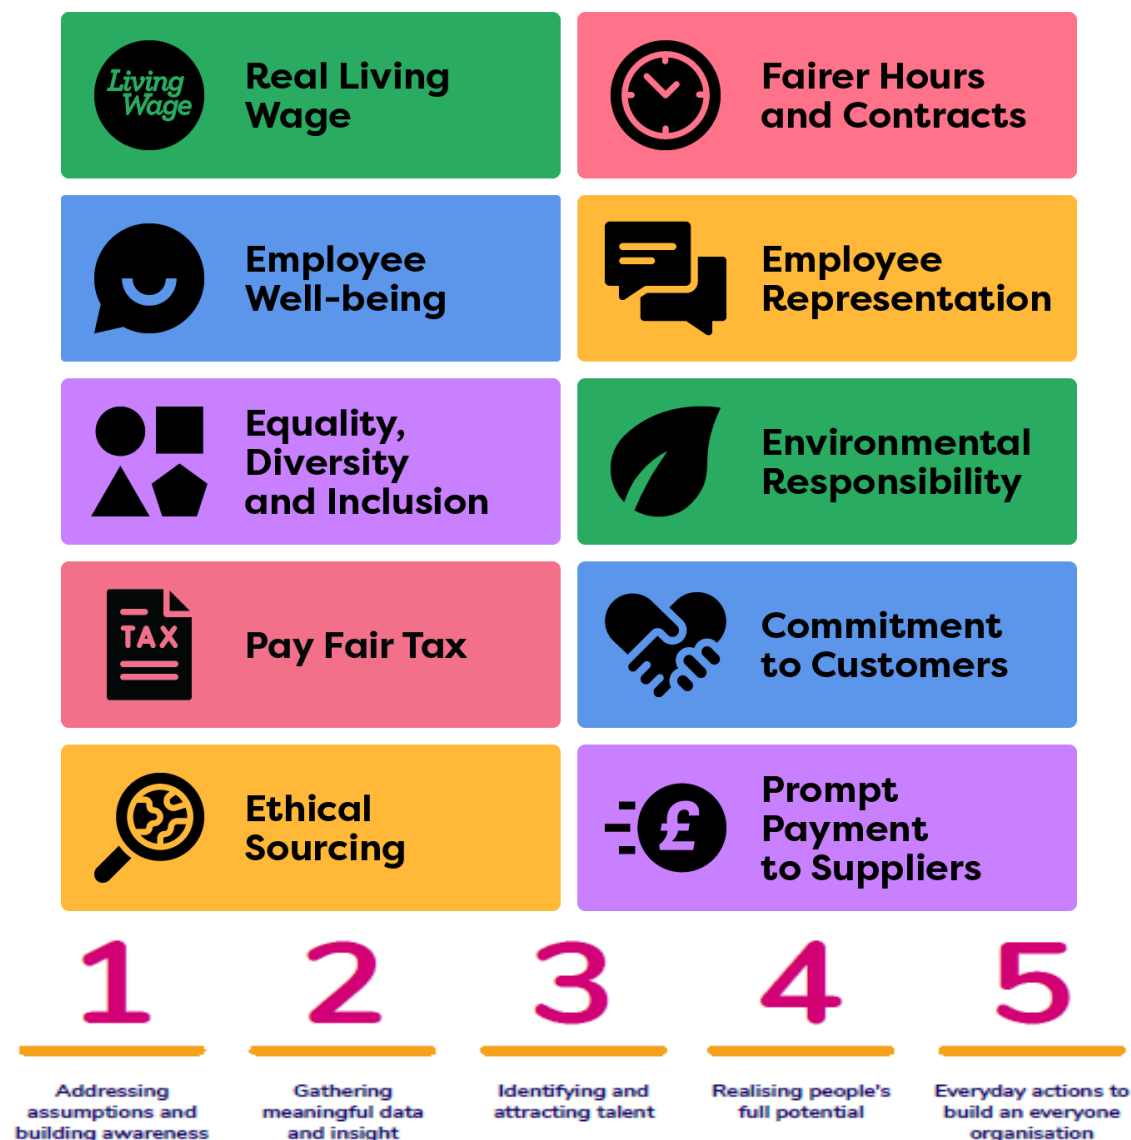 Living
Wage
Real Living
Wage
Fairer Hours
and Contracts
Employee
Well-being
Employee
Representation
Equality,
Diversity
and Inclusion
Environmental
Responsibility
TAX
Pay Fair Tax
Commitment
to Customers
Ethical
Sourcing
£
Prompt
Payment
to Suppliers
1
Addressing
assumptions and
building awareness
2
Gathering
meaningful data
and insight
3
Identifying and
attracting talent
4
Realising people's
full potential
5
Everyday actions to
build an everyone
organisation